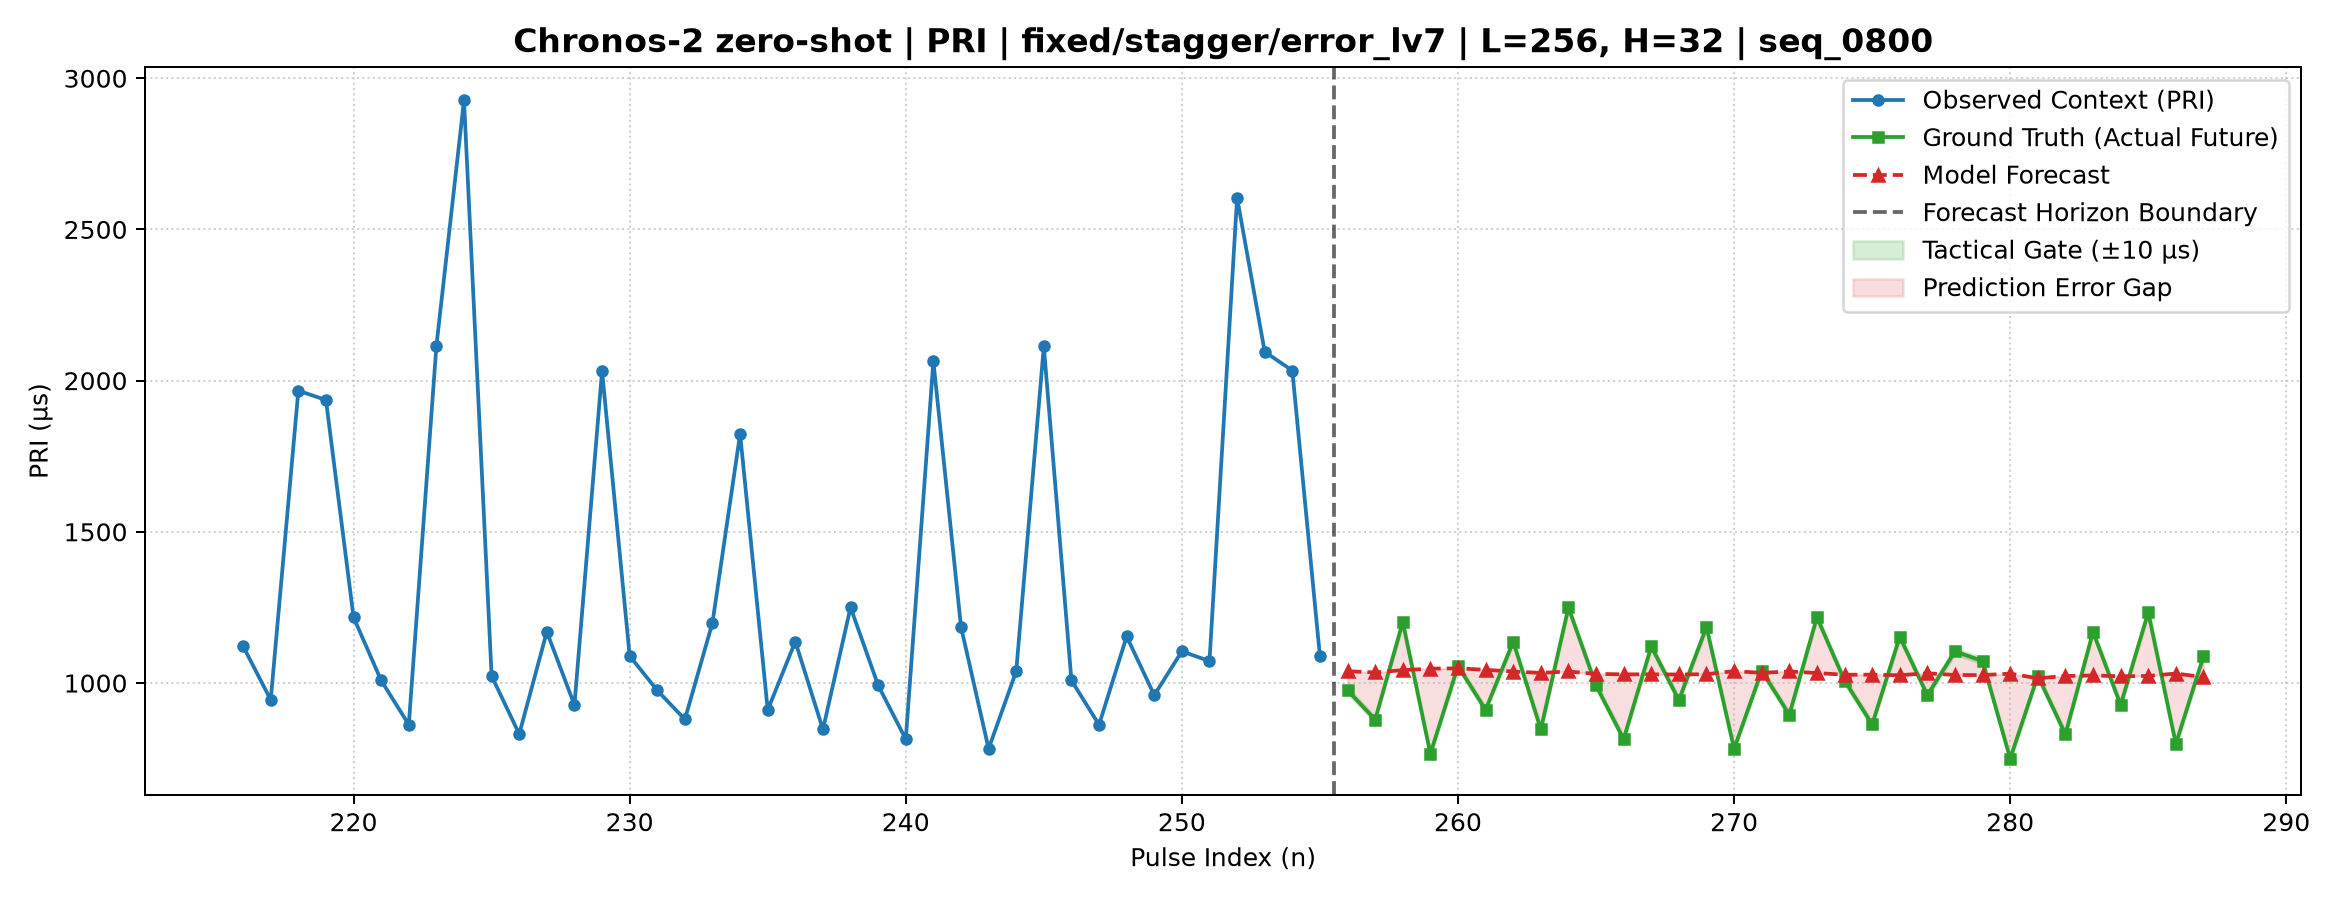 Chronos-2 zero-shot | PRI | fixed/stagger/error_lv7 | L=256, H=32 | seq_0800
3000
2500
2000
1500
1000
PRI (µs)
Observed Context (PRI)
Ground Truth (Actual Future)
Model Forecast
Forecast Horizon Boundary
Tactical Gate (±10 µs)
Prediction Error Gap
220
230
240
250
260
270
280
290
Pulse Index (n)